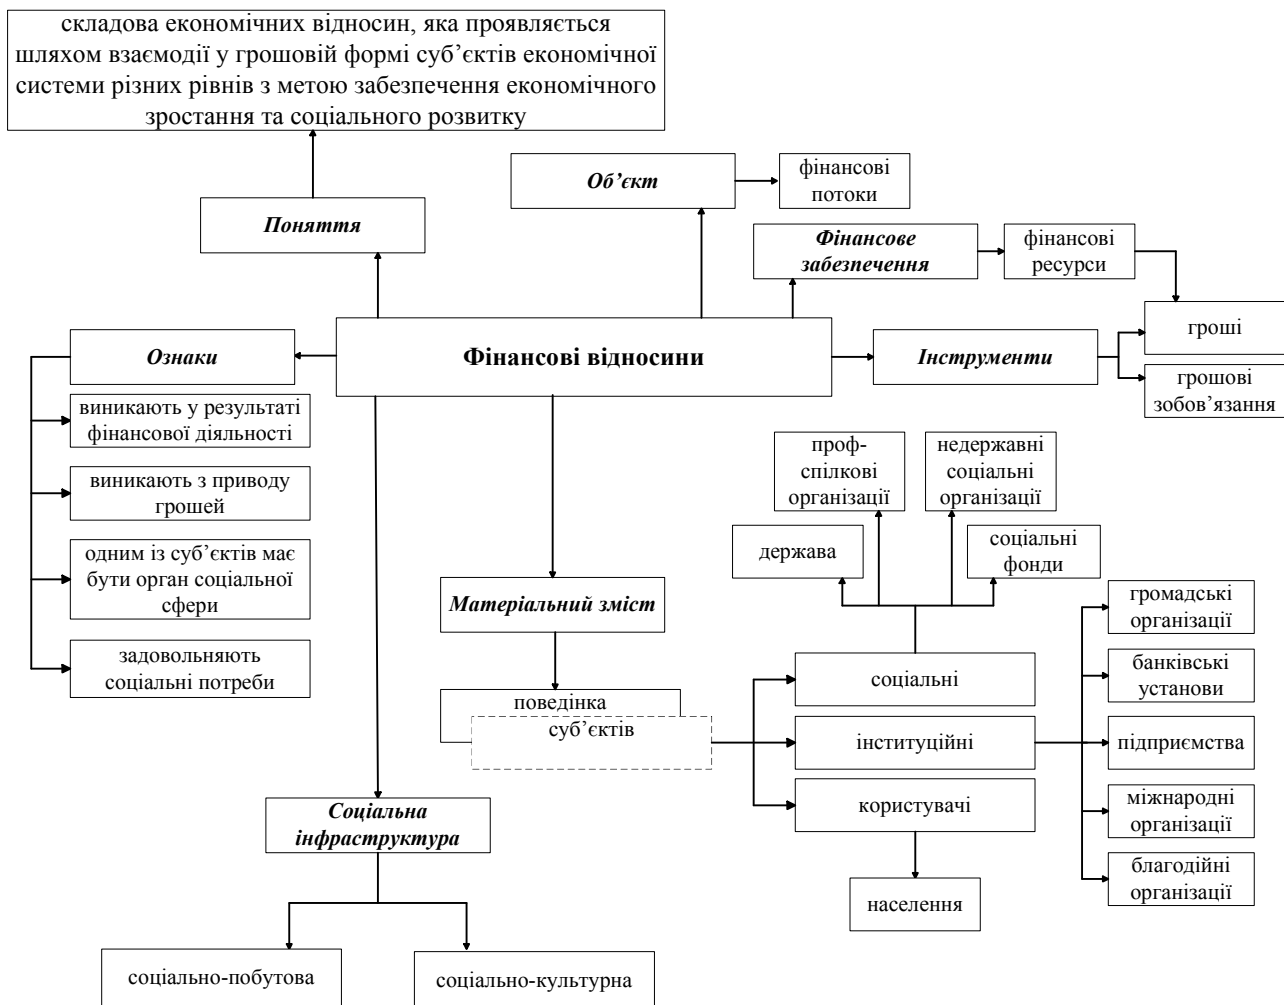 складова економічних відносин, яка проявляється
шляхом взаємодії у грошовій формі суб’єктів економічної
системи різних рівнів з метою забезпечення економічного
зростання та соціального розвитку
Об’єкт
фінансові
потоки
Поняття
Фінансове
забезпечення
фінансові
ресурси
Ознаки
Фінансові відносини
Інструменти
гроші
грошові
зобов’язання
виникають у результаті
фінансової діяльності
виникають з приводу
грошей
одним із суб’єктів має
бути орган соціальної
сфери
задовольняють
соціальні потреби
проф-
спілкові
організації
недержавні
соціальні
організації
держава
соціальні
фонди
Матеріальний зміст
поведінка
суб’єктів
соціальні
інституційні
користувачі
населення
громадські
організації
банківські
установи
підприємства
міжнародні
організації
благодійні
організації
Соціальна
інфраструктура
соціально-побутова
соціально-культурна